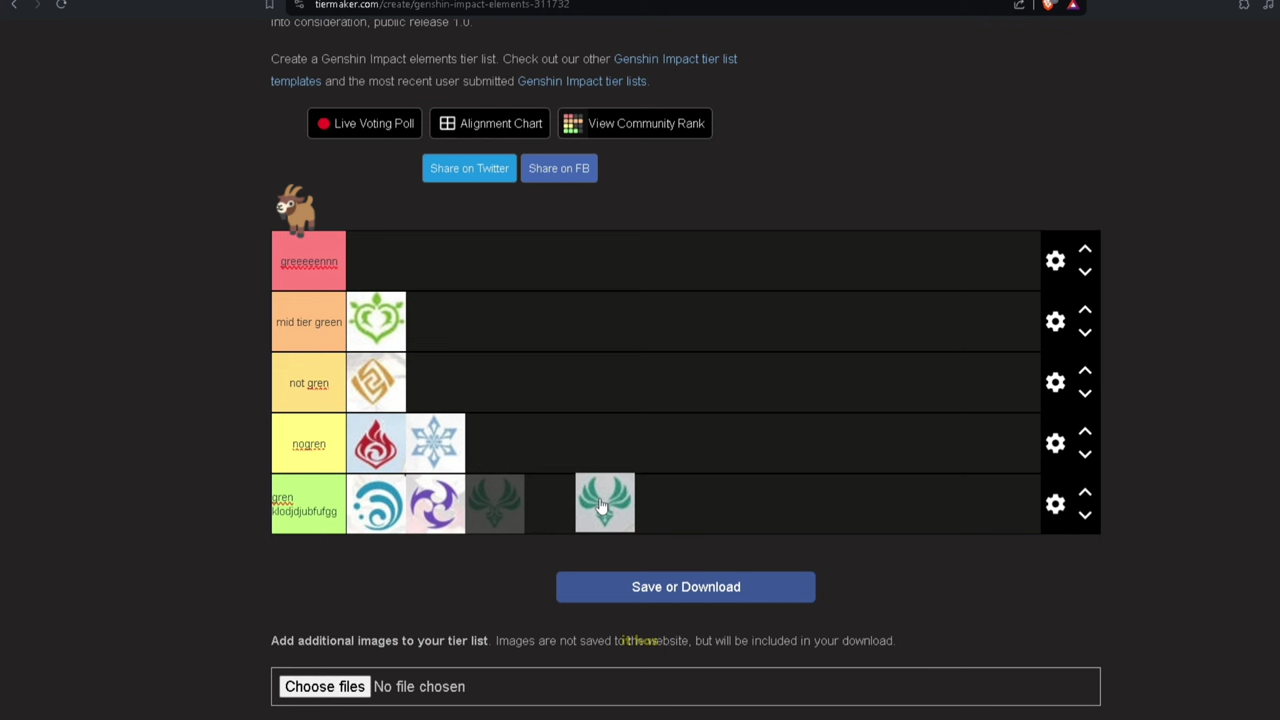 tiermaker.com/create/genshin-impact-elements-311732
into consideration, public release 1.0.
Create a Genshin Impact elements tier list. Check out our other Genshin Impact tier list
templates and the most recent user submitted Genshin Impact tier lists.
Live Voting Poll
Alignment Chart
View Community Rank
Share on Twitter
Share on FB
greeeeennn
mid tier green
not gren
nogren
gren
klodjdjubfufgg
Save or Download
Add additional images to your tier list. Images are not saved to the website, but will be included in your download.
Choose files No file chosen